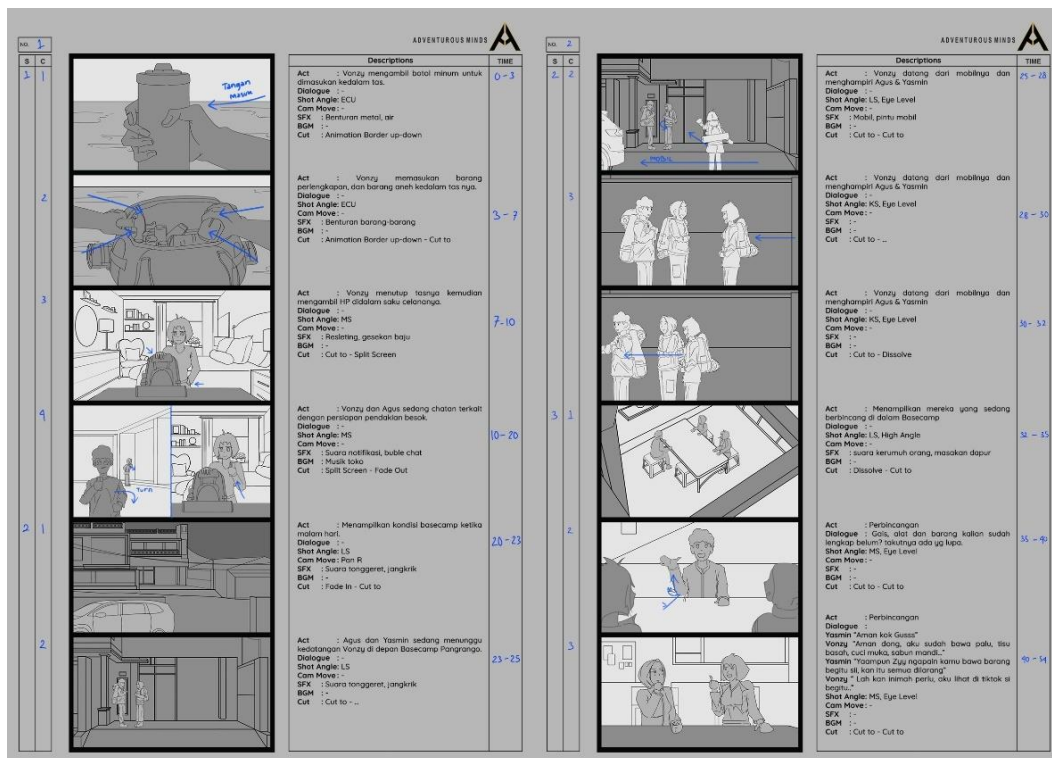 NO. 1
ADVENTUROUS MINDS
S C
Descriptions
TIME
1 1
Tangan
masuk
Act : Vonzy mengambil botol minum untuk
dimasukan kedalam tas.
Dialogue : -
Shot Angle: ECU
Cam Move: -
SFX : Benturan metal, air
BGM : -
Cut : Animation Border up-down
0-3
2
Act : Vonzy memasukan barang
perlengkapan, dan barang aneh kedalam tas nya.
Dialogue : -
Shot Angle: ECU
Cam Move: -
SFX : Benturan barang-barang
BGM : -
Cut : Animation Border up-down - Cut to
3-7
3
Act : Vonzy menutup tasnya kemudian
mengambil HP didalam saku celananya.
Dialogue : -
Shot Angle: MS
Cam Move: -
SFX : Resleting, gesekan baju
BGM : -
Cut : Cut to - Split Screen
7-10
4
TURN
Act : Vonzy dan Agus sedang chatan terkait
dengan persiapan pendakian besok.
Dialogue : -
Shot Angle: MS
Cam Move: -
SFX : Suara notifikasi, buble chat
BGM : Musik toko
Cut : Split Screen - Fade Out
10-20
2 1
Act : Menampilkan kondisi basecamp ketika
malam hari.
Dialogue : -
Shot Angle: LS
Cam Move: Pan R
SFX : Suara tonggeret, jangkrik
BGM : -
Cut : Fade In - Cut to
20-23
2
Act : Agus dan Yasmin sedang menunggu
kedatangan Vonzy di depan Basecamp Pangrango.
Dialogue : -
Shot Angle: LS
Cam Move: -
SFX : Suara tonggeret, jangkrik
BGM : -
Cut : Cut to - ...
23-25
NO. 2
ADVENTUROUS MINDS
S C
Descriptions
TIME
2 2
MOBIL
Act : Vonzy datang dari mobilnya dan
menghampiri Agus & Yasmin
Dialogue : -
Shot Angle: LS, Eye Level
Cam Move: -
SFX : Mobil, pintu mobil
BGM : -
Cut : Cut to - Cut to
25-28
3
Act : Vonzy datang dari mobilnya dan
menghampiri Agus & Yasmin
Dialogue : -
Shot Angle: KS, Eye Level
Cam Move: -
SFX : -
BGM : -
Cut : Cut to - ...
28-30
Act : Vonzy datang dari mobilnya dan
menghampiri Agus & Yasmin
Dialogue : -
Shot Angle: KS, Eye Level
Cam Move: -
SFX : -
BGM : -
Cut : Cut to - Dissolve
30-32
3 1
Act : Menampilkan mereka yang sedang
berbincang di dalam Basecamp
Dialogue : -
Shot Angle: LS, High Angle
Cam Move: -
SFX : suara kerumuh orang, masakan dapur
BGM : -
Cut : Dissolve - Cut to
32-35
2
Act : Perbincangan
Dialogue : Gais, alat dan barang kalian sudah
lengkap belum? takutnya ada yg lupa.
Shot Angle: MS, Eye Level
Cam Move: -
SFX : -
BGM : -
Cut : Cut to - Cut to
35-40
3
Act : Perbincangan
Dialogue :
Yasmin "Aman kok Gusss"
Vonzy "Aman dong, aku sudah bawa palu, tisu
basah, cuci muka, sabun mandi..."
Yasmin "Yaampun Zyy ngapain kamu bawa barang
begitu sii, kan itu semua dilarang"
Vonzy " Lah kan inimah perlu, aku lihat di tiktok si
begitu.."
Shot Angle: MS, Eye Level
Cam Move: -
SFX : -
BGM : -
Cut : Cut to - Cut to
40-54